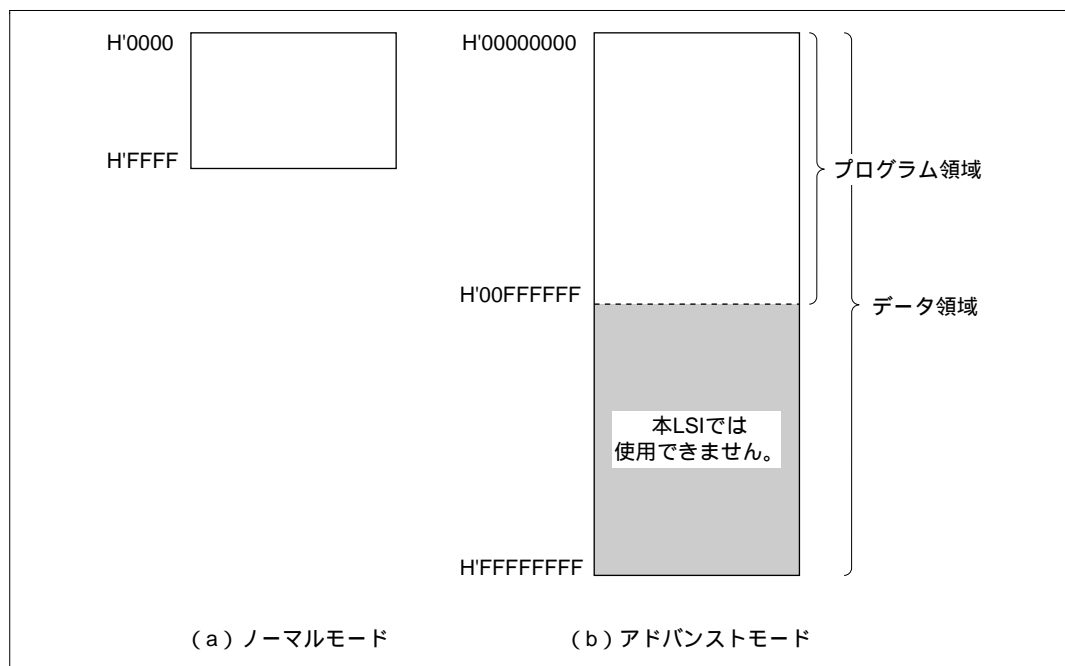 H'0000
H'FFFF
H'00000000
H'00FFFFFF
H'FFFFFFFF
プログラム領域
データ領域
本LSIでは
使用できません。
（a）ノーマルモード
（b）アドバンストモード